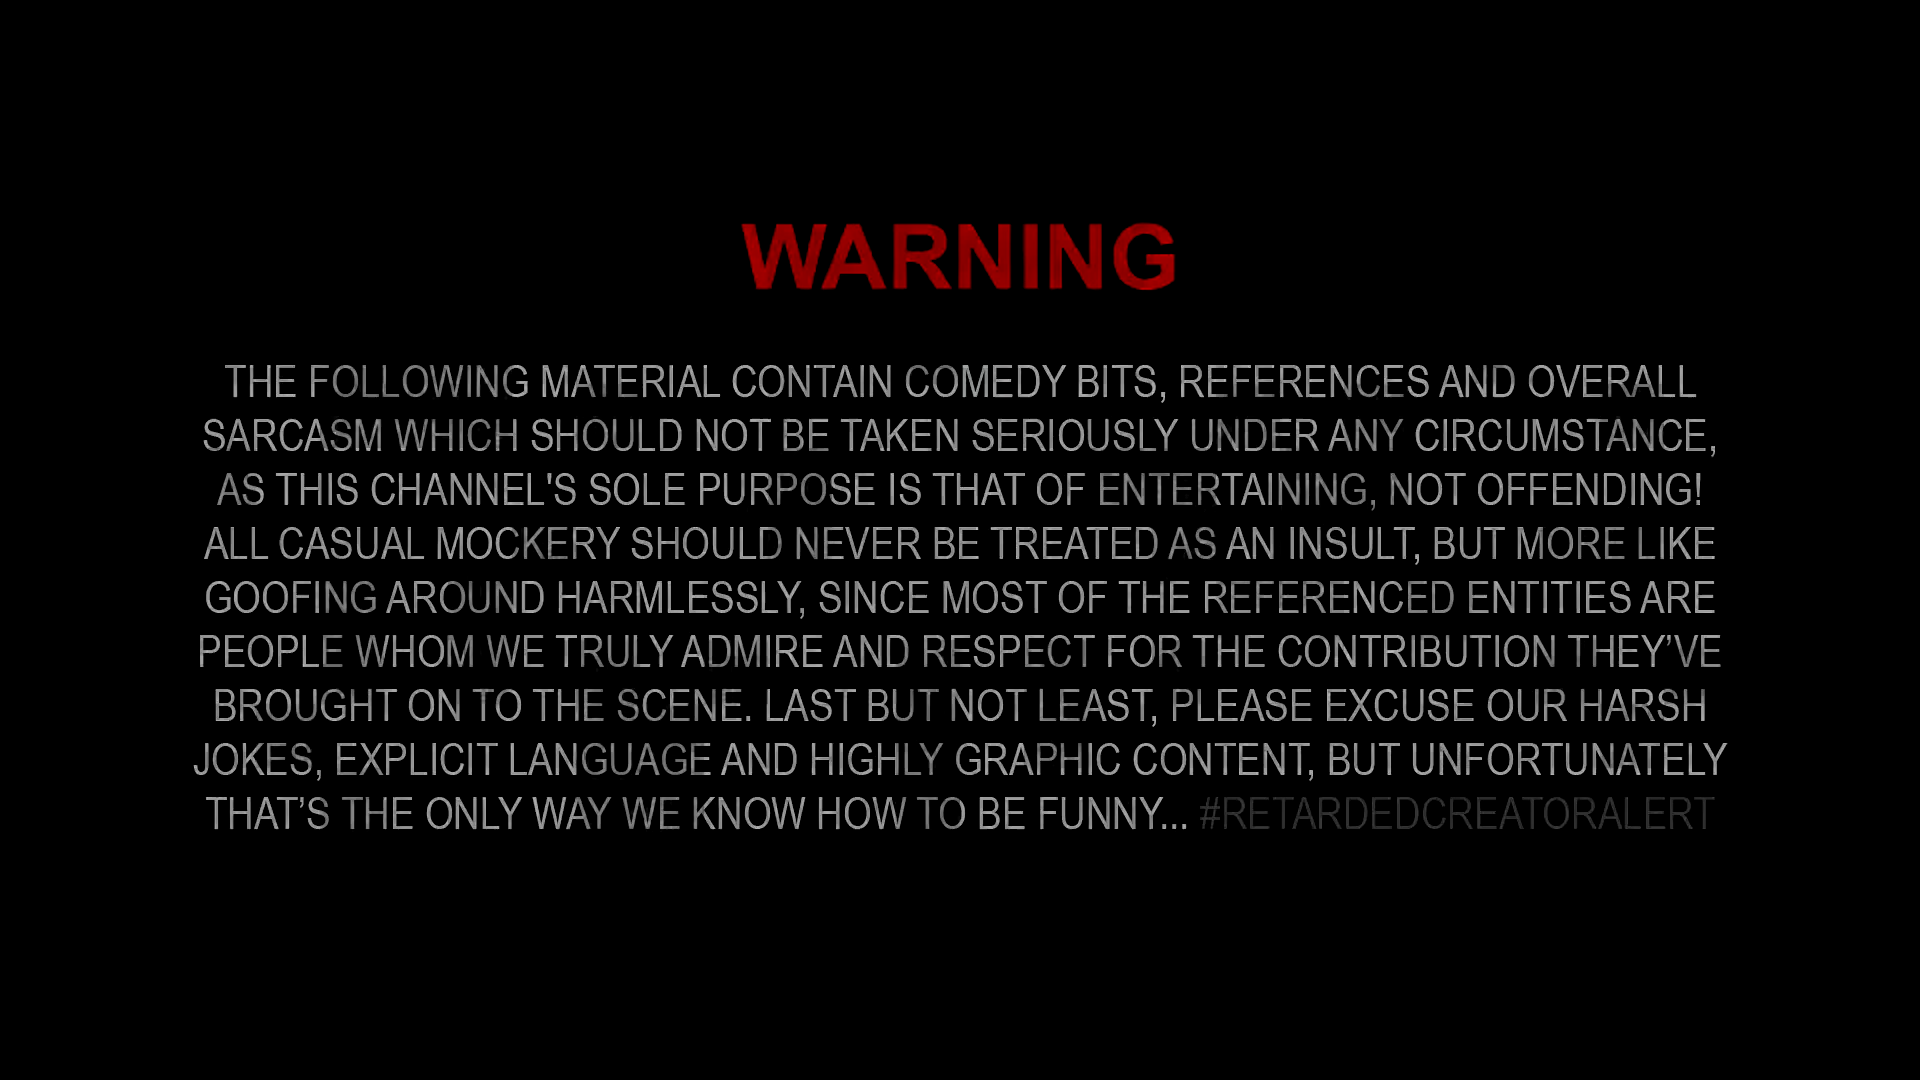 WARNING
THE FOLLOWING MATERIAL CONTAIN COMEDY BITS, REFERENCES AND OVERALL
SARCASM WHICH SHOULD NOT BE TAKEN SERIOUSLY UNDER ANY CIRCUMSTANCE,
AS THIS CHANNEL'S SOLE PURPOSE IS THAT OF ENTERTAINING, NOT OFFENDING!
ALL CASUAL MOCKERY SHOULD NEVER BE TREATED AS AN INSULT, BUT MORE LIKE
GOOFING AROUND HARMLESSLY, SINCE MOST OF THE REFERENCED ENTITIES ARE
PEOPLE WHOM WE TRULY ADMIRE AND RESPECT FOR THE CONTRIBUTION THEY’VE
BROUGHT ON TO THE SCENE. LAST BUT NOT LEAST, PLEASE EXCUSE OUR HARSH
JOKES, EXPLICIT LANGUAGE AND HIGHLY GRAPHIC CONTENT, BUT UNFORTUNATELY
THAT’S THE ONLY WAY WE KNOW HOW TO BE FUNNY... #RETARDEDCREATORALERT